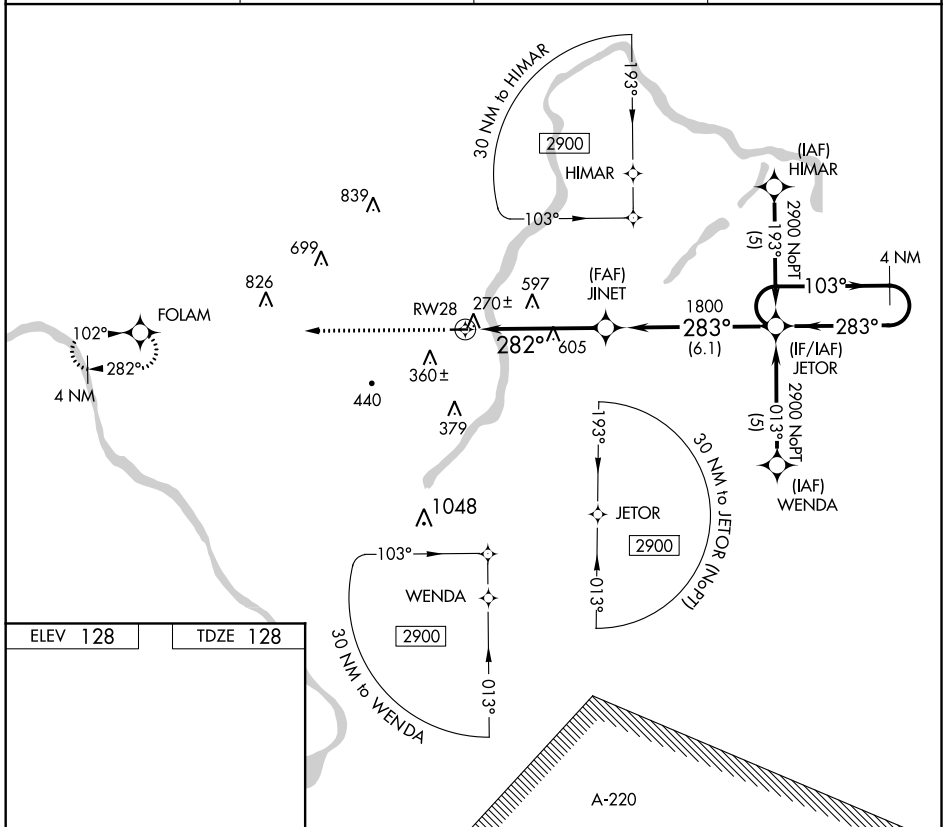 30 NM to HIMAR
193°
2900
HIMAR
103°
(IAF)
HIMAR
2900 NoPT
193°
(5)
4 NM
103°
839
699
826
FOLAM
102°
282°
4 NM
RW28
270±
597
(FAF)
JINET
1800
283°
(6.1)
283°
282°
605
(IF/IAF)
JETOR
360±
440
379
2900 NoPT
013°
(5)
(IAF)
WENDA
193°
30 NM to JETOR (NoPT)
JETOR
2900
013°
1048
103°
WENDA
2900
013°
30 NM to WENDA
ELEV 128
TDZE 128
A-220